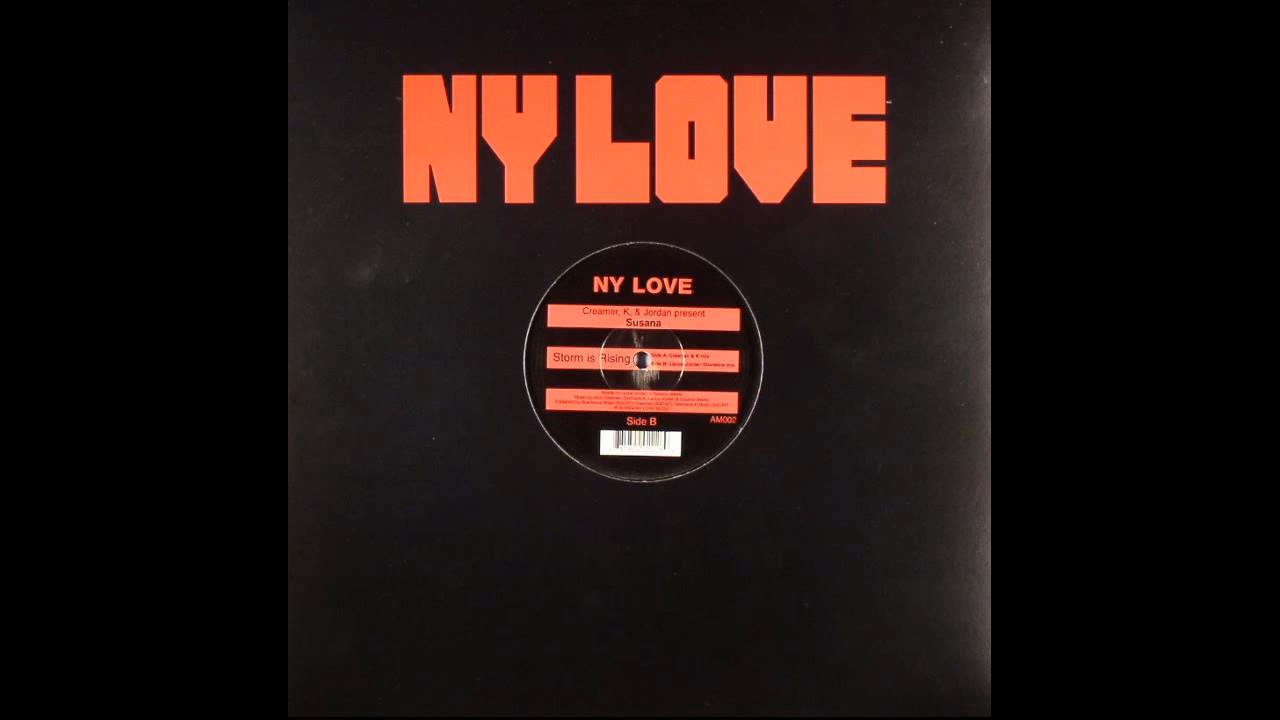 NY LOVE
NY LOVE
Creamer, K, & Jordan present
Susana
Storm is Rising
Side A: Creamer & K mix
Side B: Lance Jordan Shoreline mix
Side B
AM002